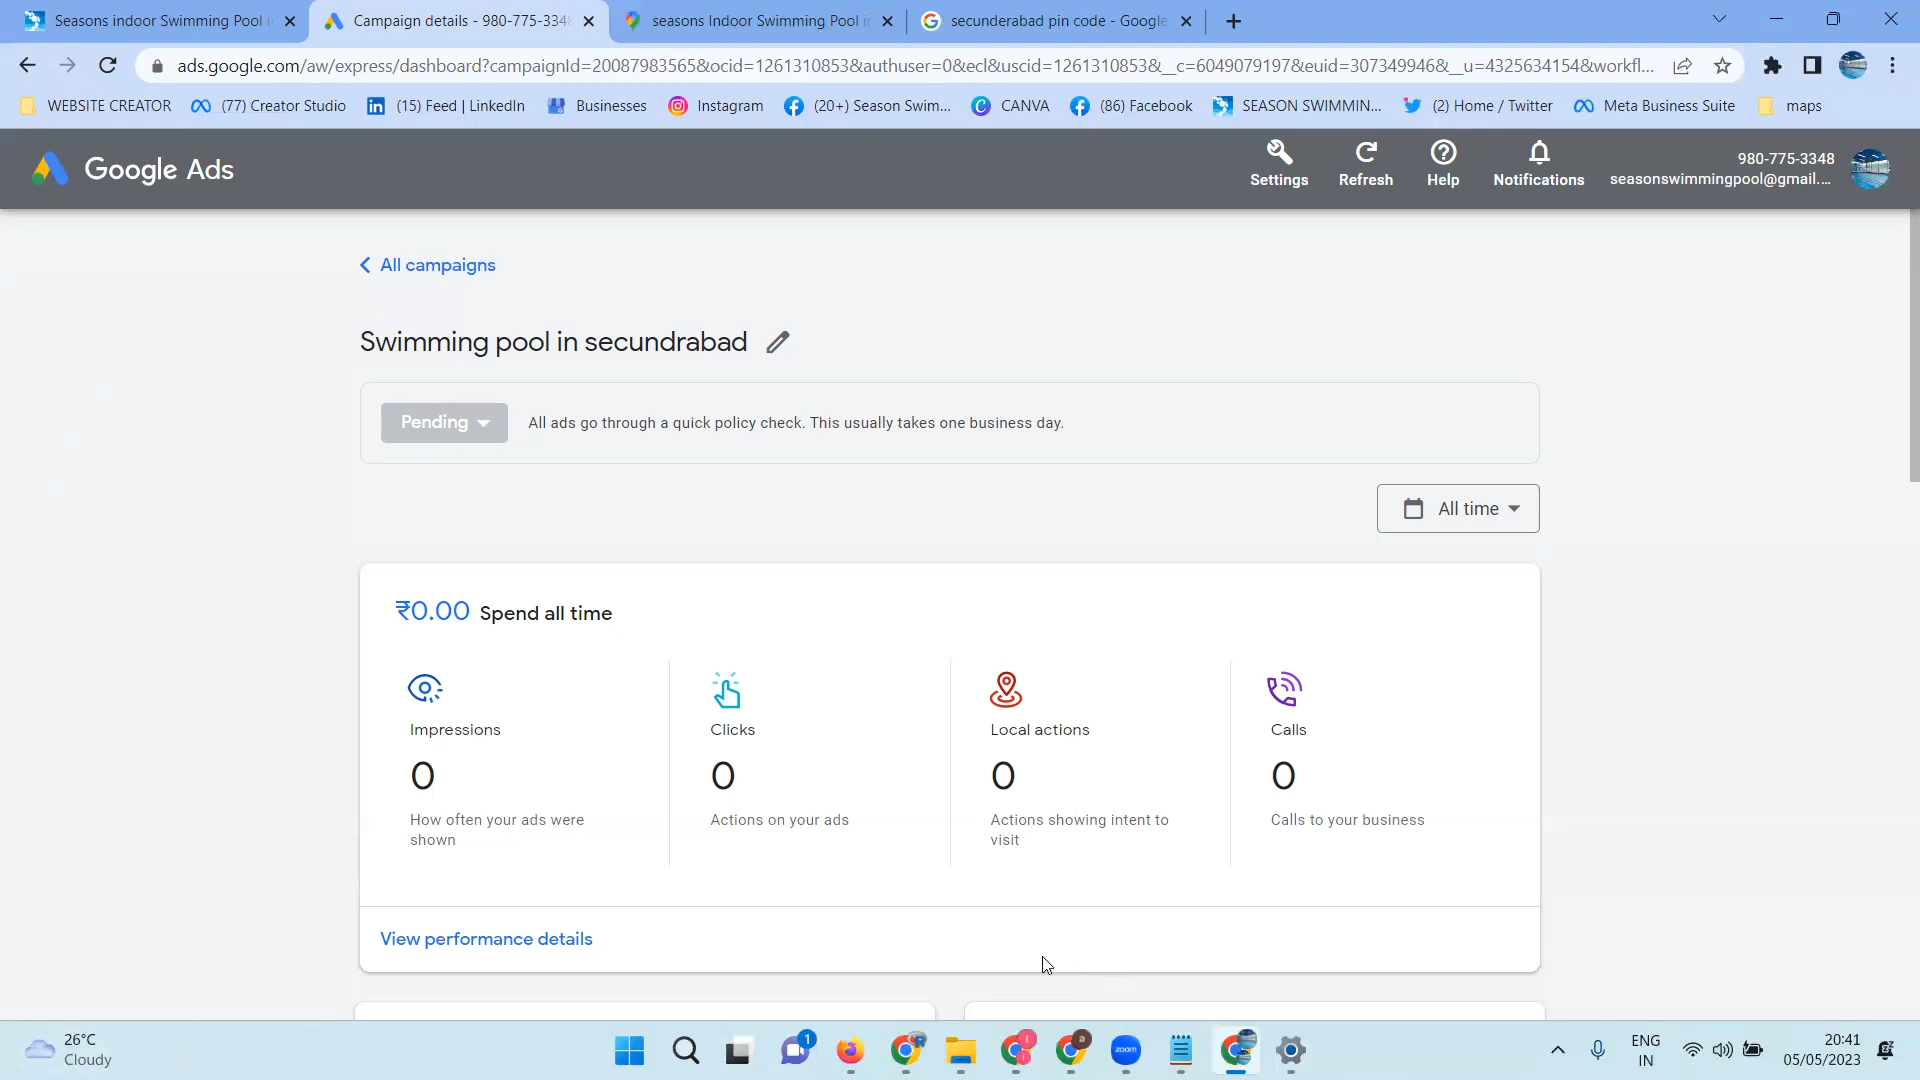 Seasons indoor Swimming Pool i
Campaign details - 980-775-334
seasons Indoor Swimming Pool i
secunderabad pin code - Google
ads.google.com/aw/express/dashboard?campaignId=20087983565&ocid=1261310853&authuser=0&ecl&uscid=1261310853&__c=6049079197&euid=307349946&__u=4325634154&workfl...
WEBSITE CREATOR
(77) Creator Studio
(15) Feed | LinkedIn
Businesses
Instagram
(20+) Season Swim...
CANVA
(86) Facebook
SEASON SWIMMIN...
(2) Home / Twitter
Meta Business Suite
maps
Google Ads
Settings
Refresh
Help
Notifications
980-775-3348
seasonswimmingpool@gmail....
All campaigns
Swimming pool in secundrabad
Pending
All ads go through a quick policy check. This usually takes one business day.
All time
₹0.00 Spend all time
Impressions
0
How often your ads were
shown
Clicks
0
Actions on your ads
Local actions
0
Actions showing intent to
visit
Calls
0
Calls to your business
View performance details
26°C
Cloudy
1
zoom
ENG
IN
20:41
05/05/2023